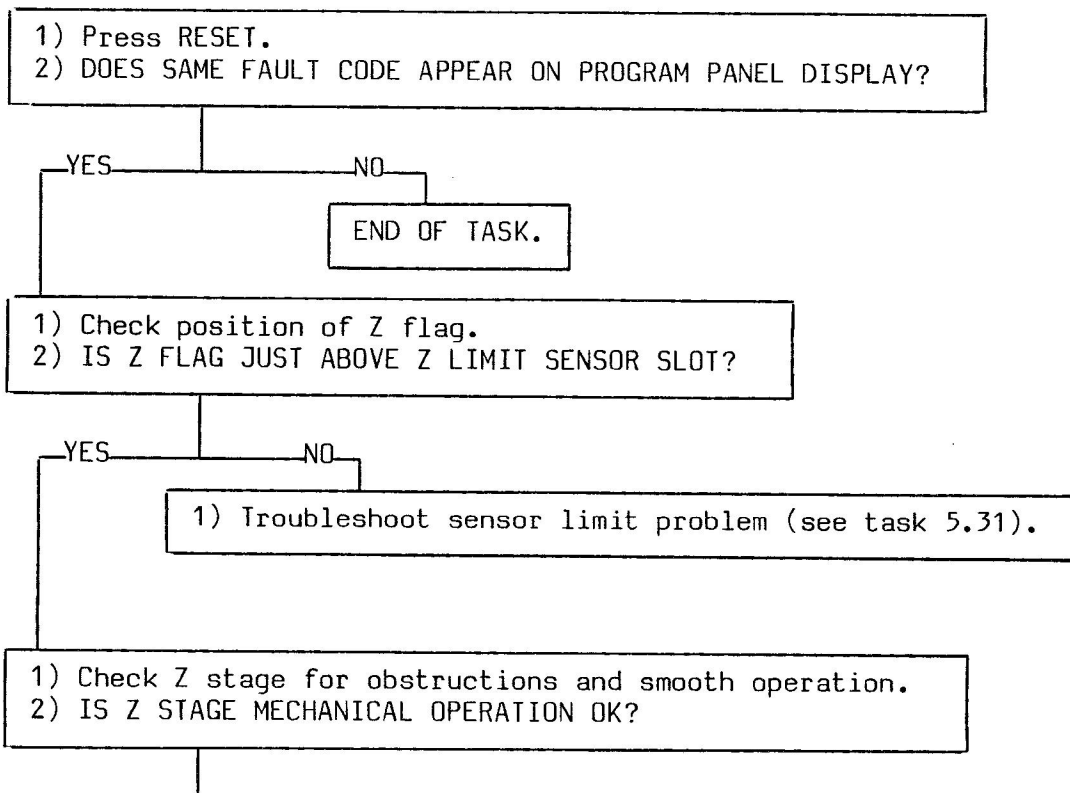 1) Press RESET.
2) DOES SAME FAULT CODE APPEAR ON PROGRAM PANEL DISPLAY?
YES NO
END OF TASK.
1) Check position of Z flag.
2) IS Z FLAG JUST ABOVE Z LIMIT SENSOR SLOT?
YES NO
1) Troubleshoot sensor limit problem (see task 5.31).
1) Check Z stage for obstructions and smooth operation.
2) IS Z STAGE MECHANICAL OPERATION OK?